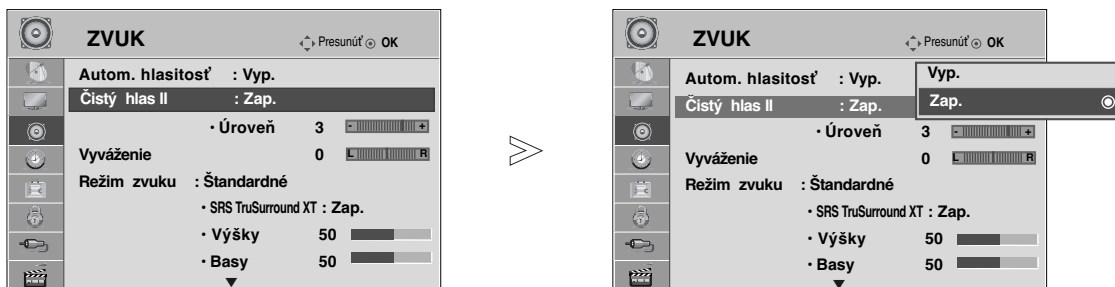 ZVUK
Presunúť OK
Autom. hlasitosť : Vyp.
Čistý hlas II : Zap.
• Úroveň 3 - +
Vyváženie 0 L R
Režim zvuku : Štandardné
• SRS TruSurround XT : Zap.
• Výšky 50
• Basy 50
>
ZVUK
Presunúť OK
Autom. hlasitosť : Vyp.
Čistý hlas II : Zap.
• Úroveň 3 - +
Vyváženie 0 L R
Režim zvuku : Štandardné
• SRS TruSurround XT : Zap.
• Výšky 50
• Basy 50
Vyp.
Zap.